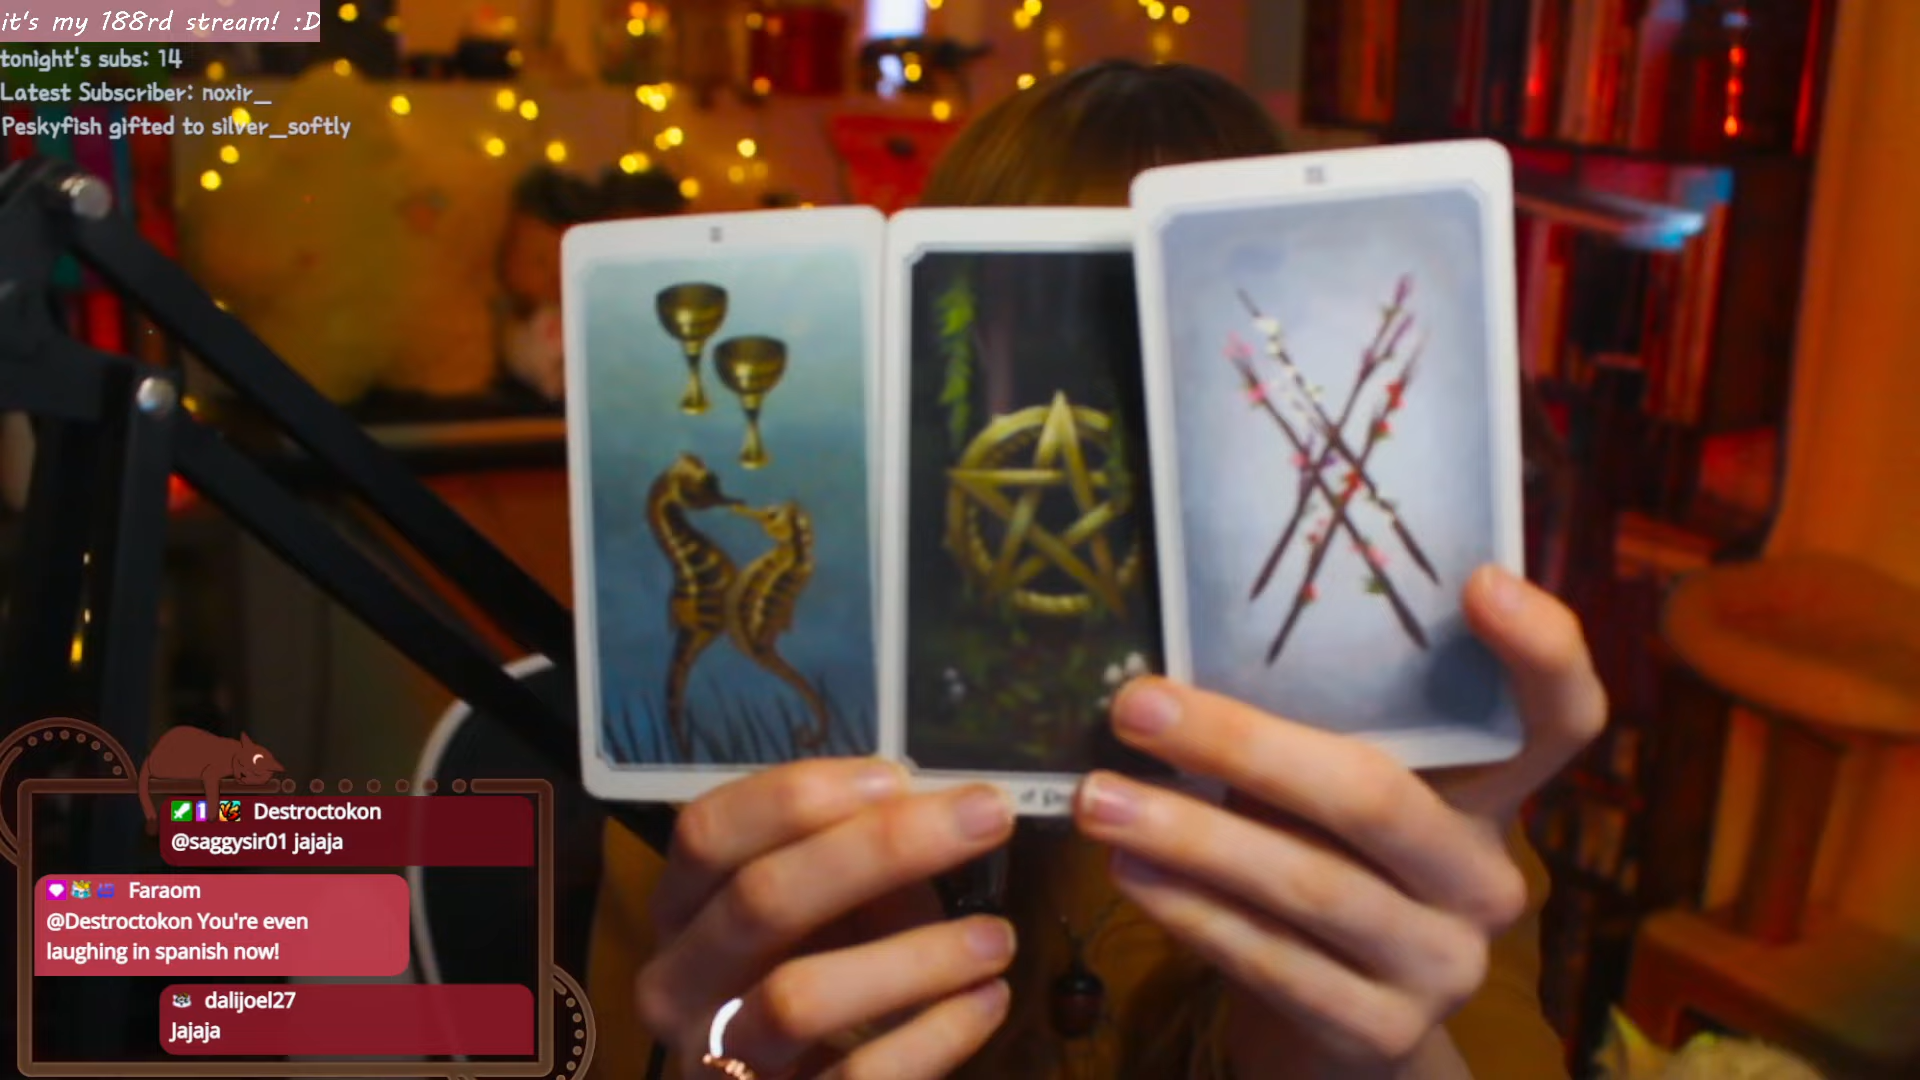 it's my 188rd stream! :D
tonight's subs: 14
Latest Subscriber: noxir_
Peskyfish gifted to silver_softly
Destroctokon
@saggysir01 jajaja
Faraom
@Destroctokon You're even
laughing in spanish now!
dalijoel27
Jajaja